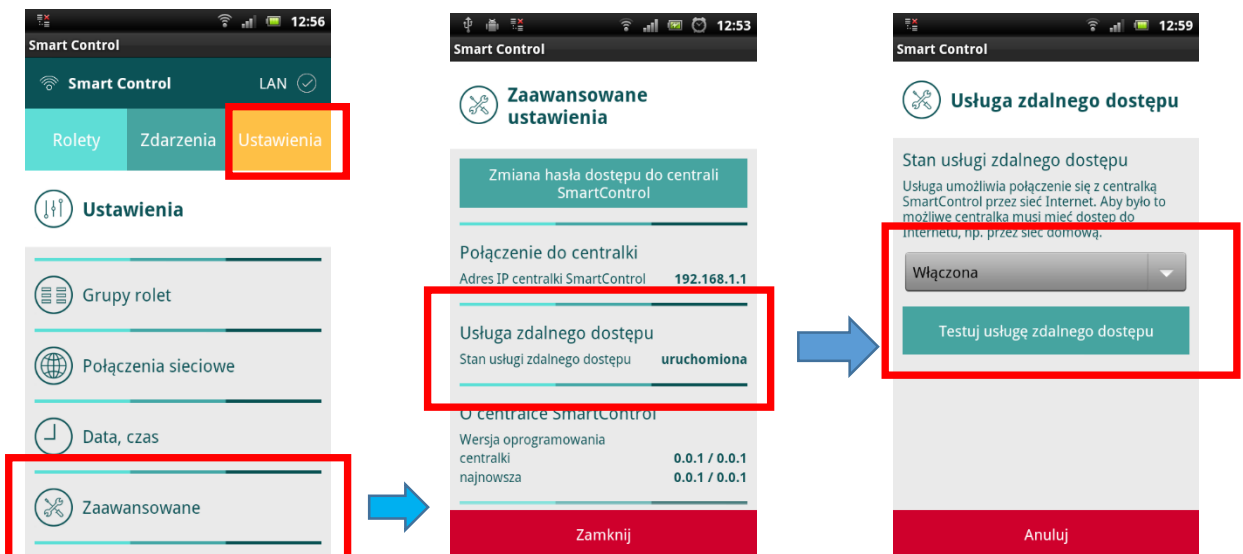 12:56
Smart Control
Smart Control LAN
Rolety Zdarzenia Ustawienia
Ustawienia
Grupy rolet
Połączenia sieciowe
Data, czas
Zaawansowane
12:53
Smart Control
Zaawansowane
ustawienia
Zmiana hasła dostępu do centrali
SmartControl
Połączenie do centralki
Adres IP centralki SmartControl 192.168.1.1
Usługa zdalnego dostępu
Stan usługi zdalnego dostępu uruchomiona
O centralce SmartControl
Wersja oprogramowania
centralki 0.0.1 / 0.0.1
najnowsza 0.0.1 / 0.0.1
Zamknij
12:59
Smart Control
Usługa zdalnego dostępu
Stan usługi zdalnego dostępu
Usługa umożliwia połączenie się z centralką
SmartControl przez sieć Internet. Aby było to
możliwe centralka musi mieć dostęp do
Internetu, np. przez sieć domową.
Włączona
Testuj usługę zdalnego dostępu
Anuluj